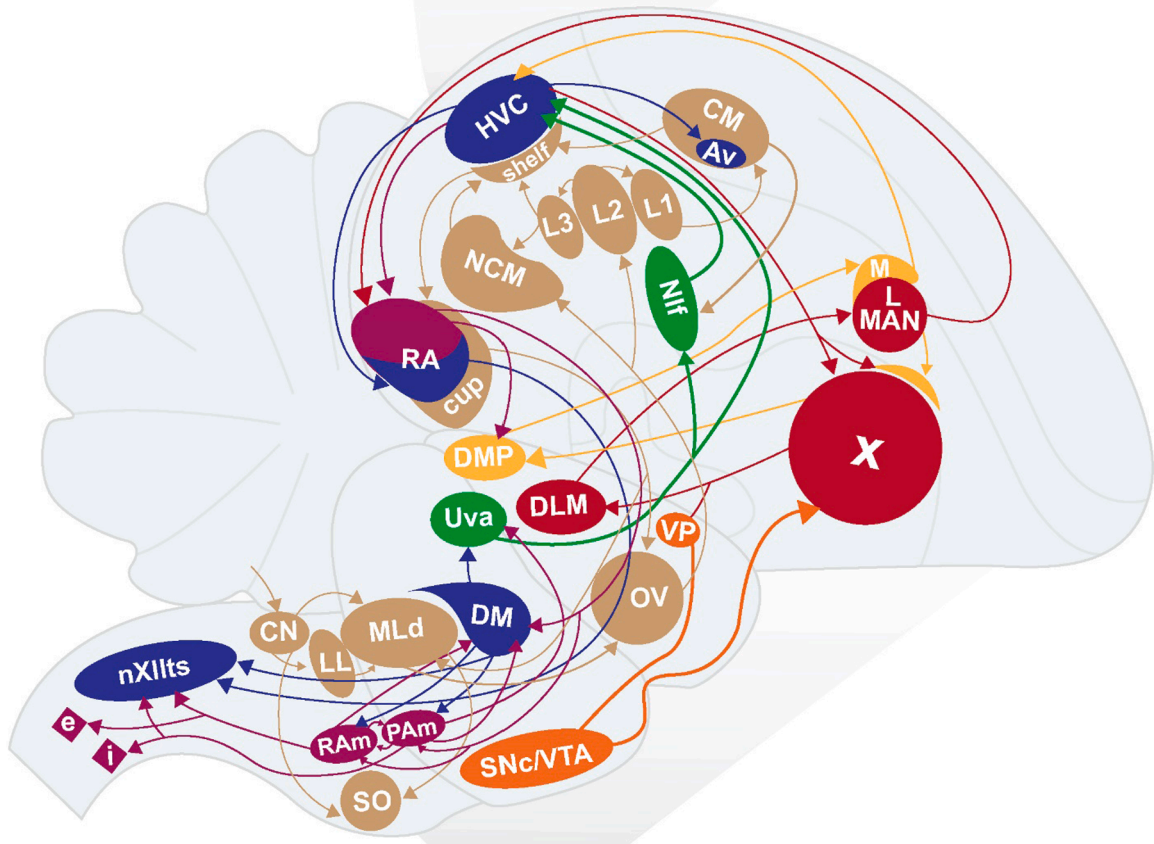 HVC
shelf
CM
Av
L3
L2
L1
NCM
NIf
M
L
MAN
RA
cup
X
DMP
DLM
Uva
VP
OV
DM
CN
MLd
LL
nXIIts
e
i
RAm
PAm
SNc/VTA
SO